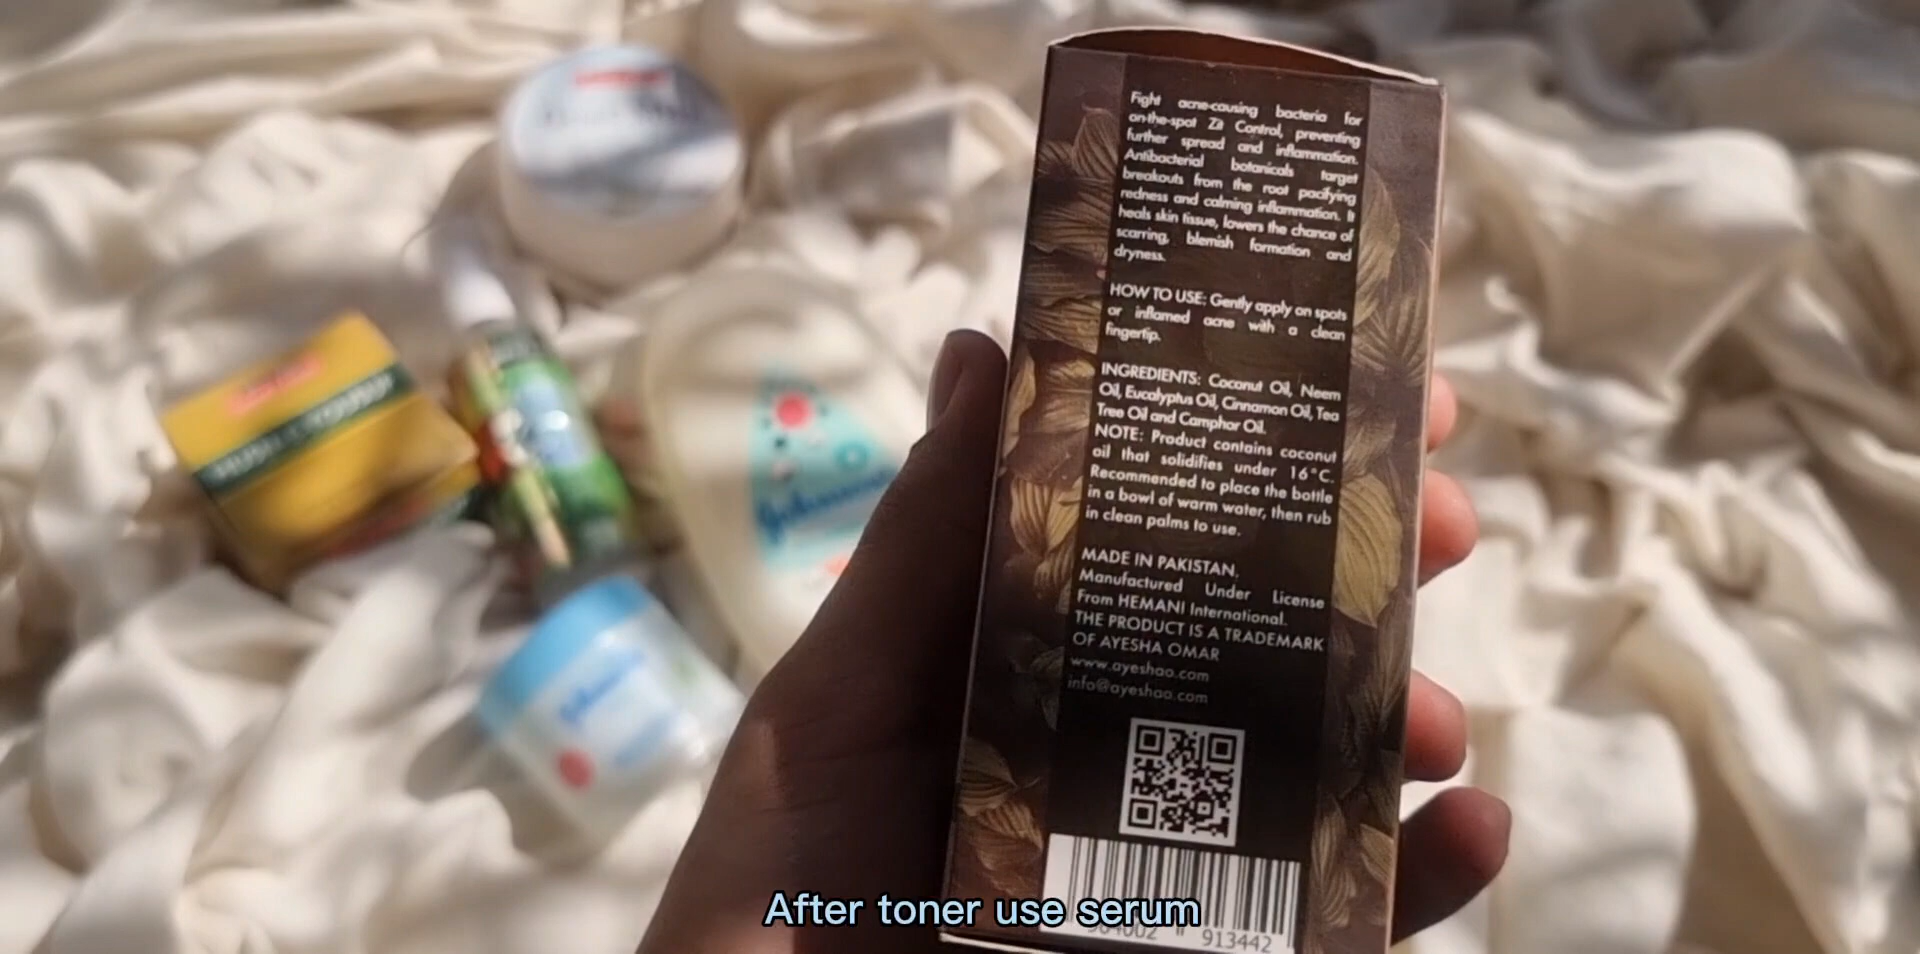 Fight acne-causing bacteria for
on-the-spot Zit Control, preventing
further spread and inflammation.
Antibacterial botanicals target
breakouts from the root pacifying
redness and calming inflammation. It
heals skin tissue, lowers the chance of
scarring, blemish formation and
dryness.
HOW TO USE: Gently apply on spots
or inflamed acne with a clean
fingertip.
INGREDIENTS: Coconut Oil, Neem
Oil, Eucalyptus Oil, Cinnamon Oil, Tea
Tree Oil and Camphor Oil.
NOTE: Product contains coconut
oil that solidifies under 16°C.
Recommended to place the bottle
in a bowl of warm water, then rub
in clean palms to use.
MADE IN PAKISTAN.
Manufactured Under License
From HEMANI International.
THE PRODUCT IS A TRADEMARK
OF AYESHA OMAR
www.ayeshao.com
info@ayeshao.com
913442
Johnson's
After toner use serum